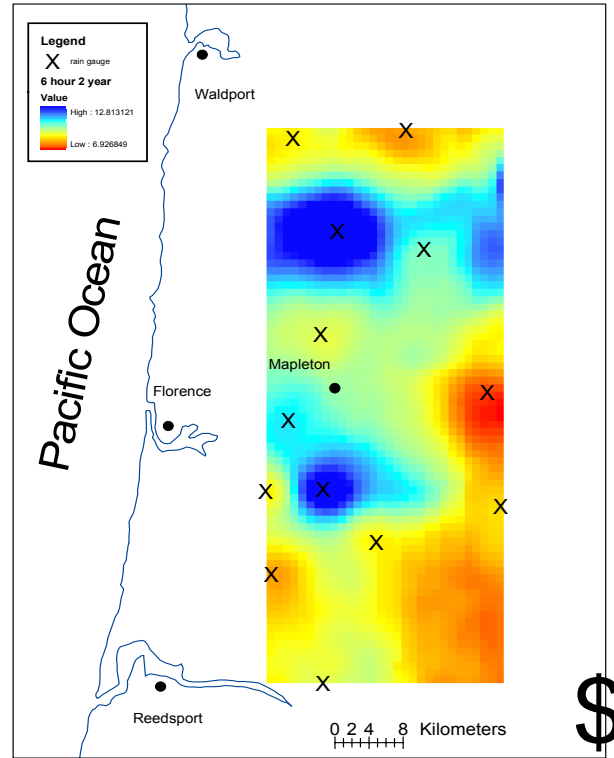 Legend
X rain gauge
6 hour 2 year
Value
High : 12.813121
Low : 6.926849
Waldport
X X
X
X
Pacific Ocean
X
Mapleton
Florence
X
X
X X
X
X
X
X
Reedsport
0 2 4 8 Kilometers
$